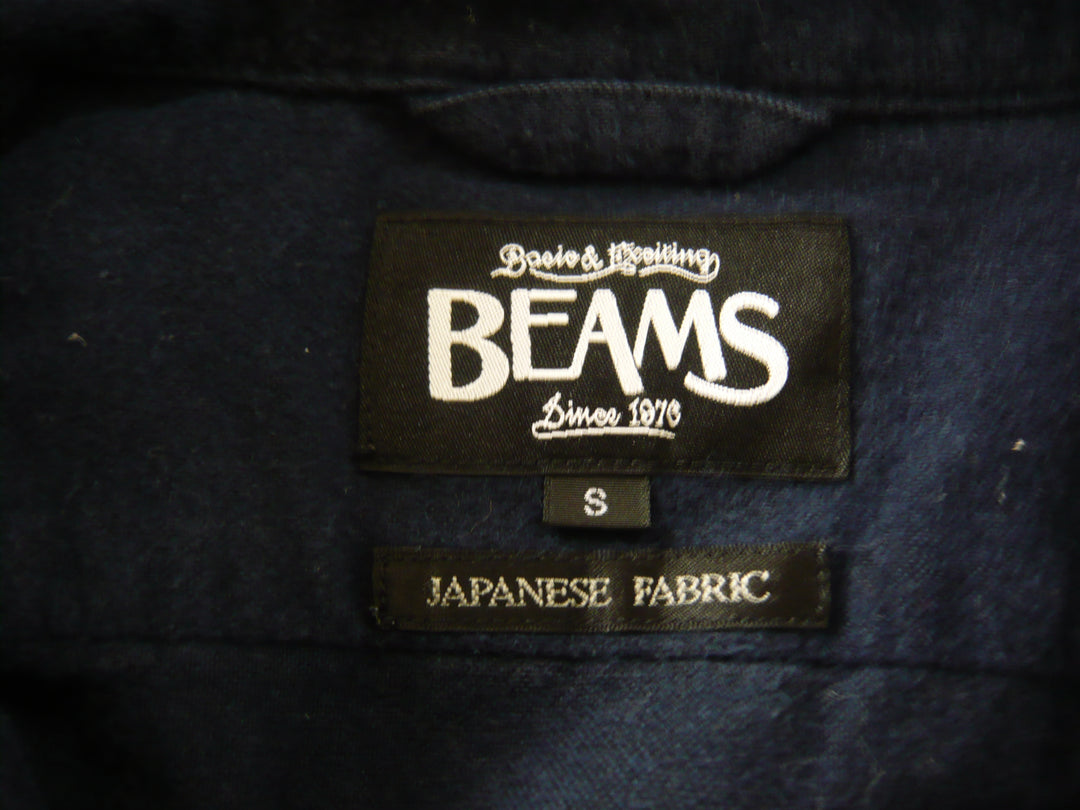 Basic & Exciting
BEAMS
Since 1976
S
JAPANESE FABRIC